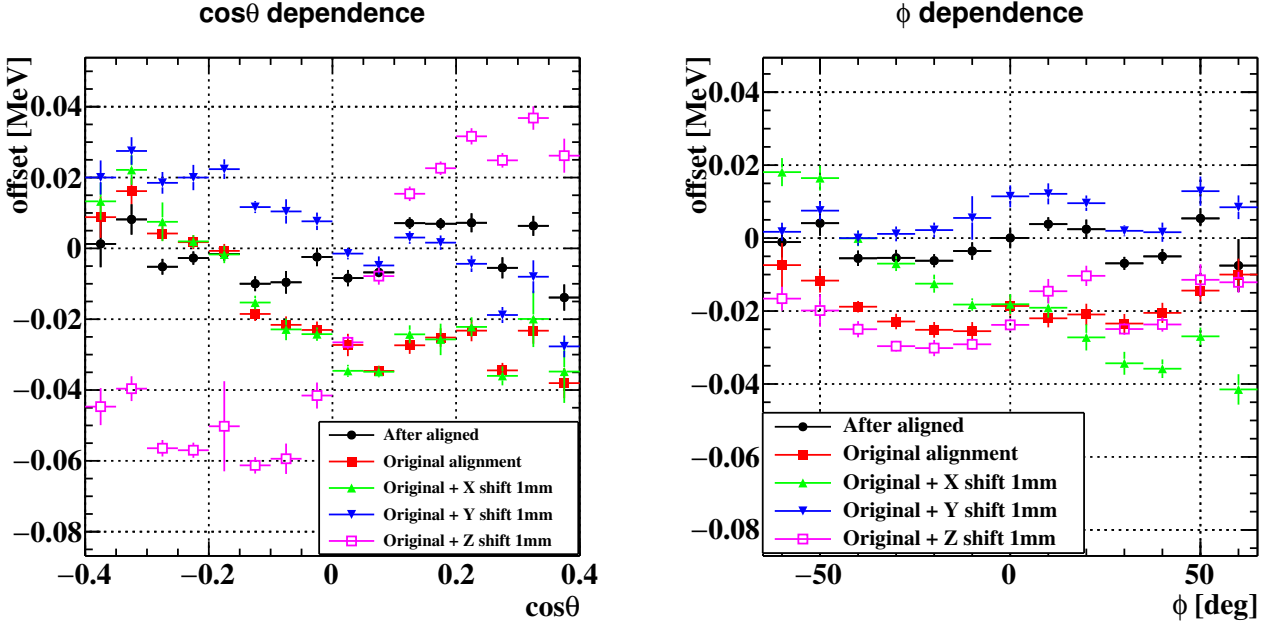 cosθ dependence
offset [MeV]
0.04
0.02
0
−0.02
−0.04
−0.06
−0.08
After aligned
Original alignment
Original + X shift 1mm
Original + Y shift 1mm
Original + Z shift 1mm
−0.4 −0.2 0 0.2 0.4
cosθ
ϕ dependence
offset [MeV]
0.04
0.02
0
−0.02
−0.04
−0.06
−0.08
After aligned
Original alignment
Original + X shift 1mm
Original + Y shift 1mm
Original + Z shift 1mm
−50 0 50
ϕ [deg]